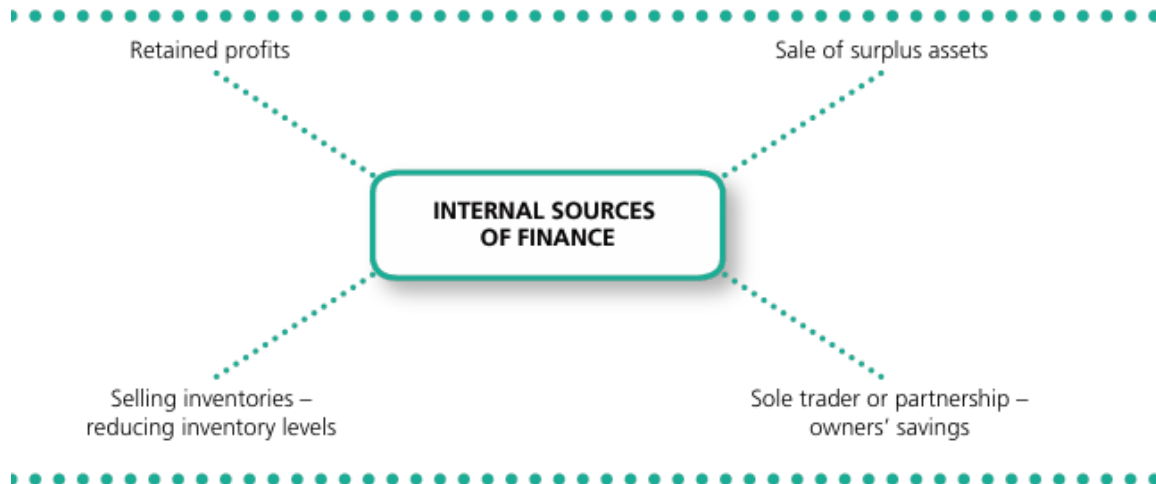 Retained profits
Sale of surplus assets
INTERNAL SOURCES
OF FINANCE
Selling inventories –
reducing inventory levels
Sole trader or partnership –
owners’ savings